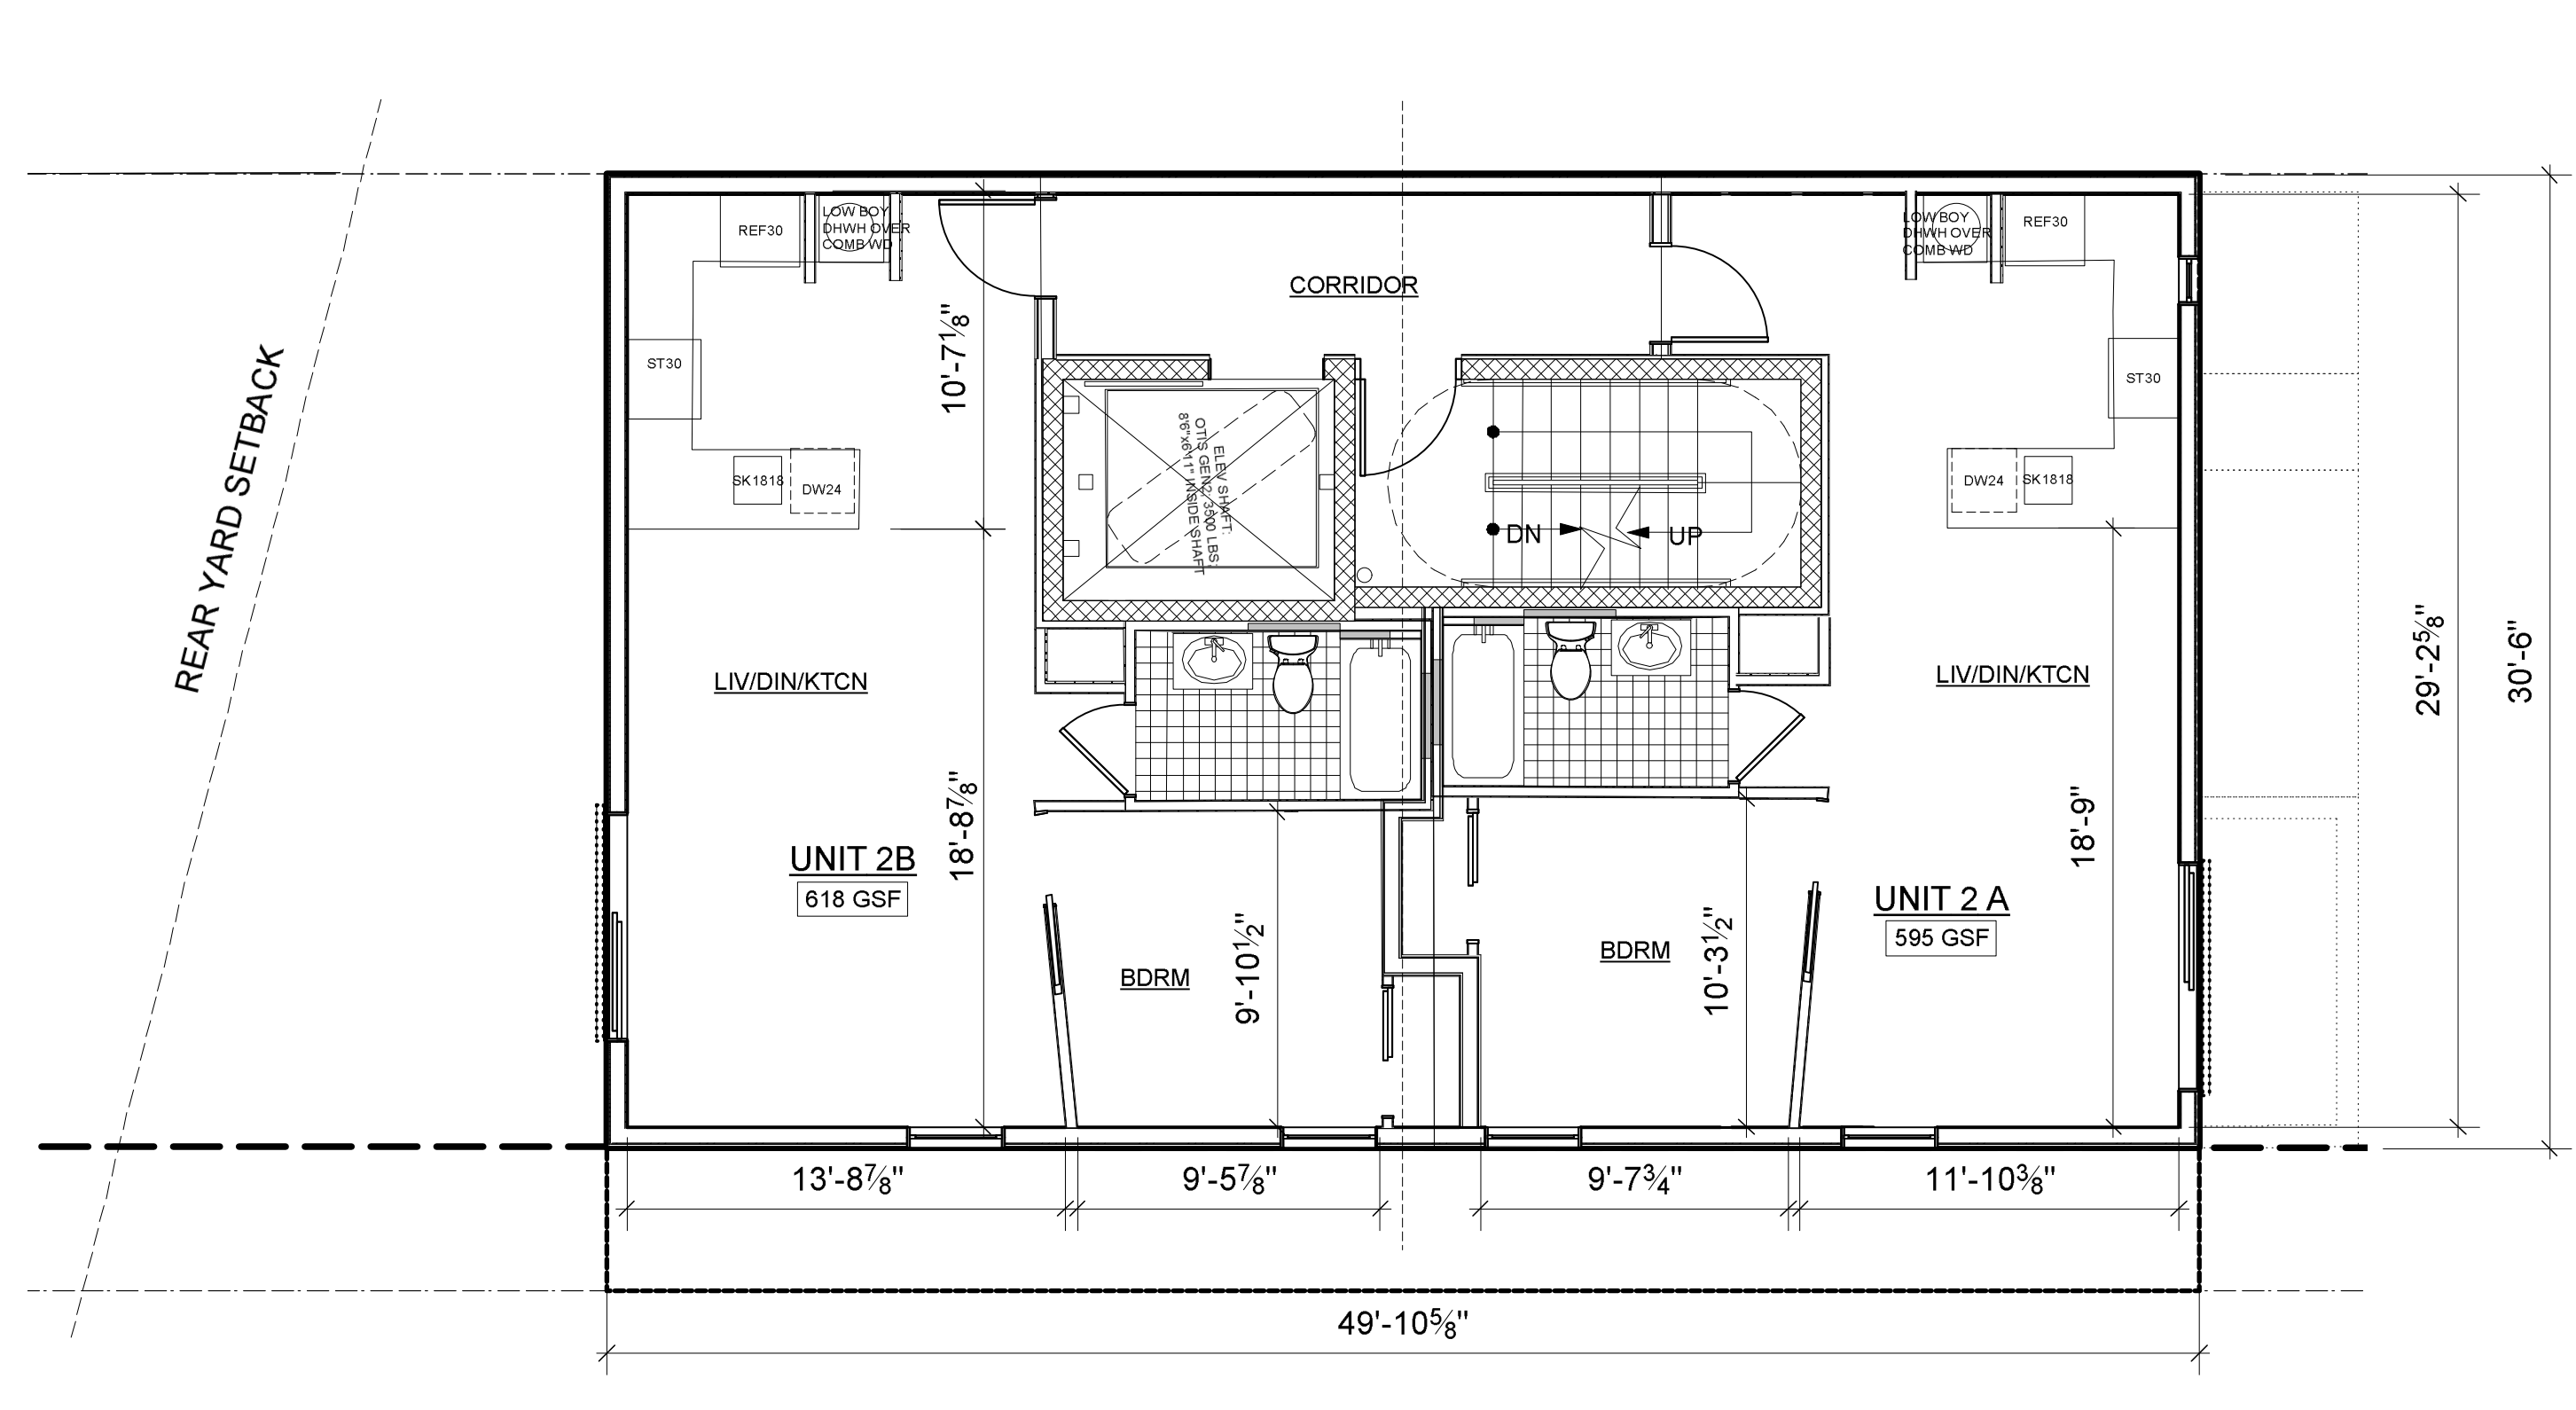 REAR YARD SETBACK
REF30
LOW BOY
DHWH OVER
COMB WD
LOW BOY
DHWH OVER
COMB WD
REF30
CORRIDOR
10'-7⅛"
ST30
ST30
SK1818
DW24
ELEV SHAFT:
OTIS GEN2, 3500 LBS:
8'6"x6'11" INSIDE SHAFT
DN
UP
DW24
SK1818
LIV/DIN/KTCN
LIV/DIN/KTCN
29'-2⅝"
30'-6"
18'-8⅞"
18'-9"
UNIT 2B
618 GSF
UNIT 2 A
595 GSF
BDRM
9'-10½"
BDRM
10'-3½"
13'-8⅞"
9'-5⅞"
9'-7¾"
11'-10⅜"
49'-10⅝"